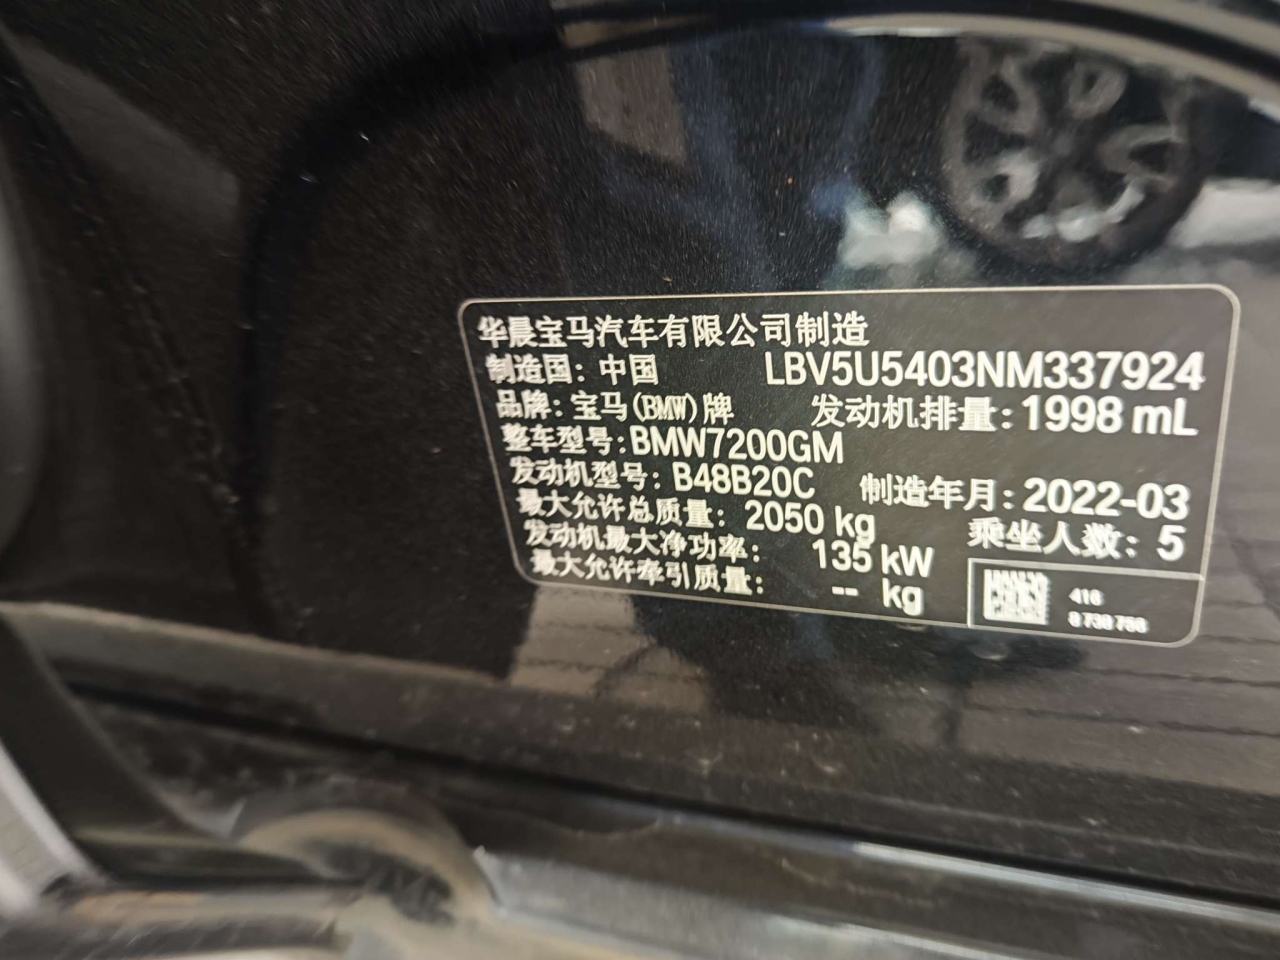 华晨宝马汽车有限公司制造
制造国：中国 LBV5U5403NM337924
品牌：宝马(BMW)牌 发动机排量：1998 mL
整车型号：BMW7200GM
发动机型号：B48B20C 制造年月：2022-03
最大允许总质量：2050 kg 乘坐人数：5
发动机最大净功率：135 kW
最大允许牵引质量：-- kg
416
8 730 756